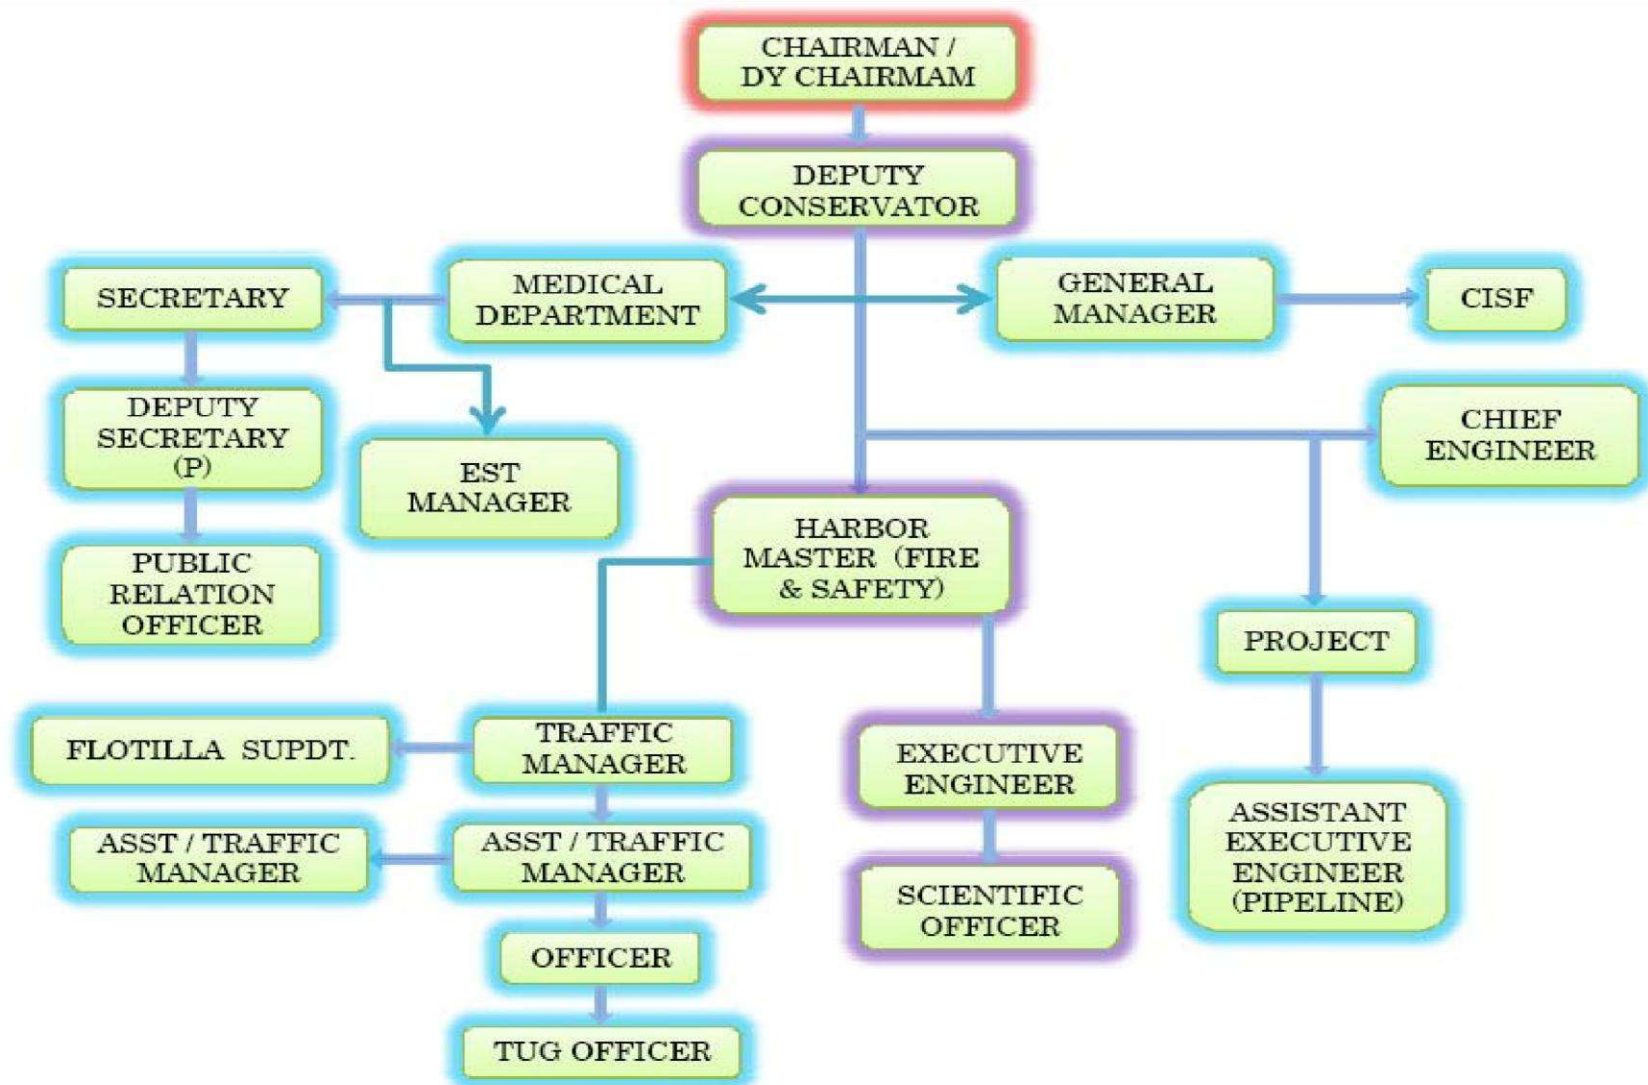 CHAIRMAN /
DY CHAIRMAM
DEPUTY
CONSERVATOR
SECRETARY
MEDICAL
DEPARTMENT
GENERAL
MANAGER
CISF
DEPUTY
SECRETARY
(P)
EST
MANAGER
CHIEF
ENGINEER
PUBLIC
RELATION
OFFICER
HARBOR
MASTER (FIRE
& SAFETY)
PROJECT
FLOTILLA SUPDT.
TRAFFIC
MANAGER
EXECUTIVE
ENGINEER
ASSISTANT
EXECUTIVE
ENGINEER
(PIPELINE)
ASST / TRAFFIC
MANAGER
ASST / TRAFFIC
MANAGER
SCIENTIFIC
OFFICER
OFFICER
TUG OFFICER